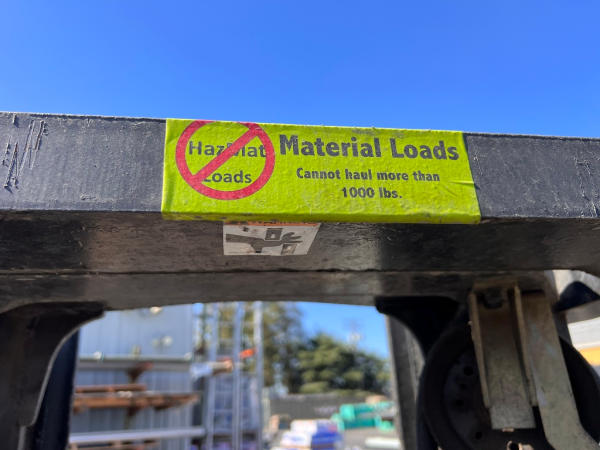 HazMat
Loads
Material Loads
Cannot haul more than
1000 lbs.